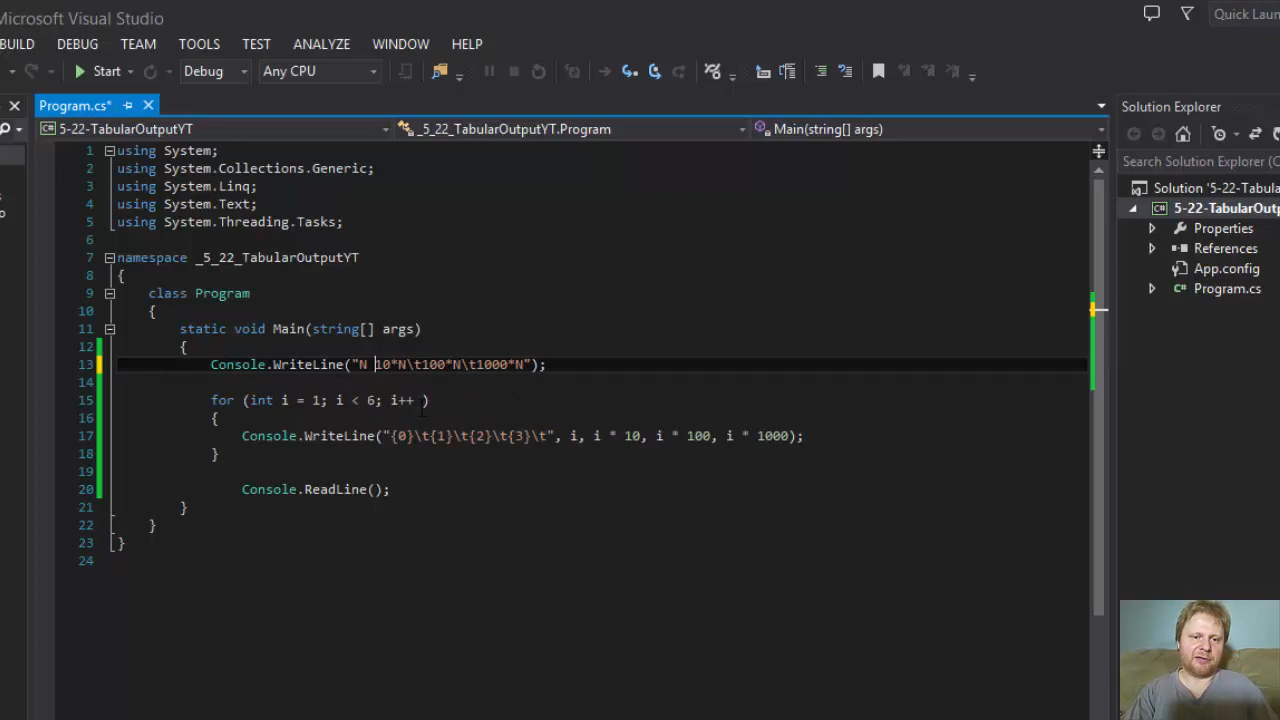 Microsoft Visual Studio
Quick Laun
BUILD DEBUG TEAM TOOLS TEST ANALYZE WINDOW HELP
Start Debug Any CPU
Program.cs*
Solution Explorer
5-22-TabularOutputYT _5_22_TabularOutputYT.Program Main(string[] args)
Search Solution Explorer (C
Solution '5-22-Tabula
5-22-TabularOutp
Properties
References
App.config
Program.cs
1 using System;
2 using System.Collections.Generic;
3 using System.Linq;
4 using System.Text;
5 using System.Threading.Tasks;
6
7 namespace _5_22_TabularOutputYT
8 {
9 class Program
10 {
11 static void Main(string[] args)
12 {
13 Console.WriteLine("N 10*N\t100*N\t1000*N");
14
15 for (int i = 1; i < 6; i++ )
16 {
17 Console.WriteLine("{0}\t{1}\t{2}\t{3}\t", i, i * 10, i * 100, i * 1000);
18 }
19
20 Console.ReadLine();
21 }
22 }
23 }
24